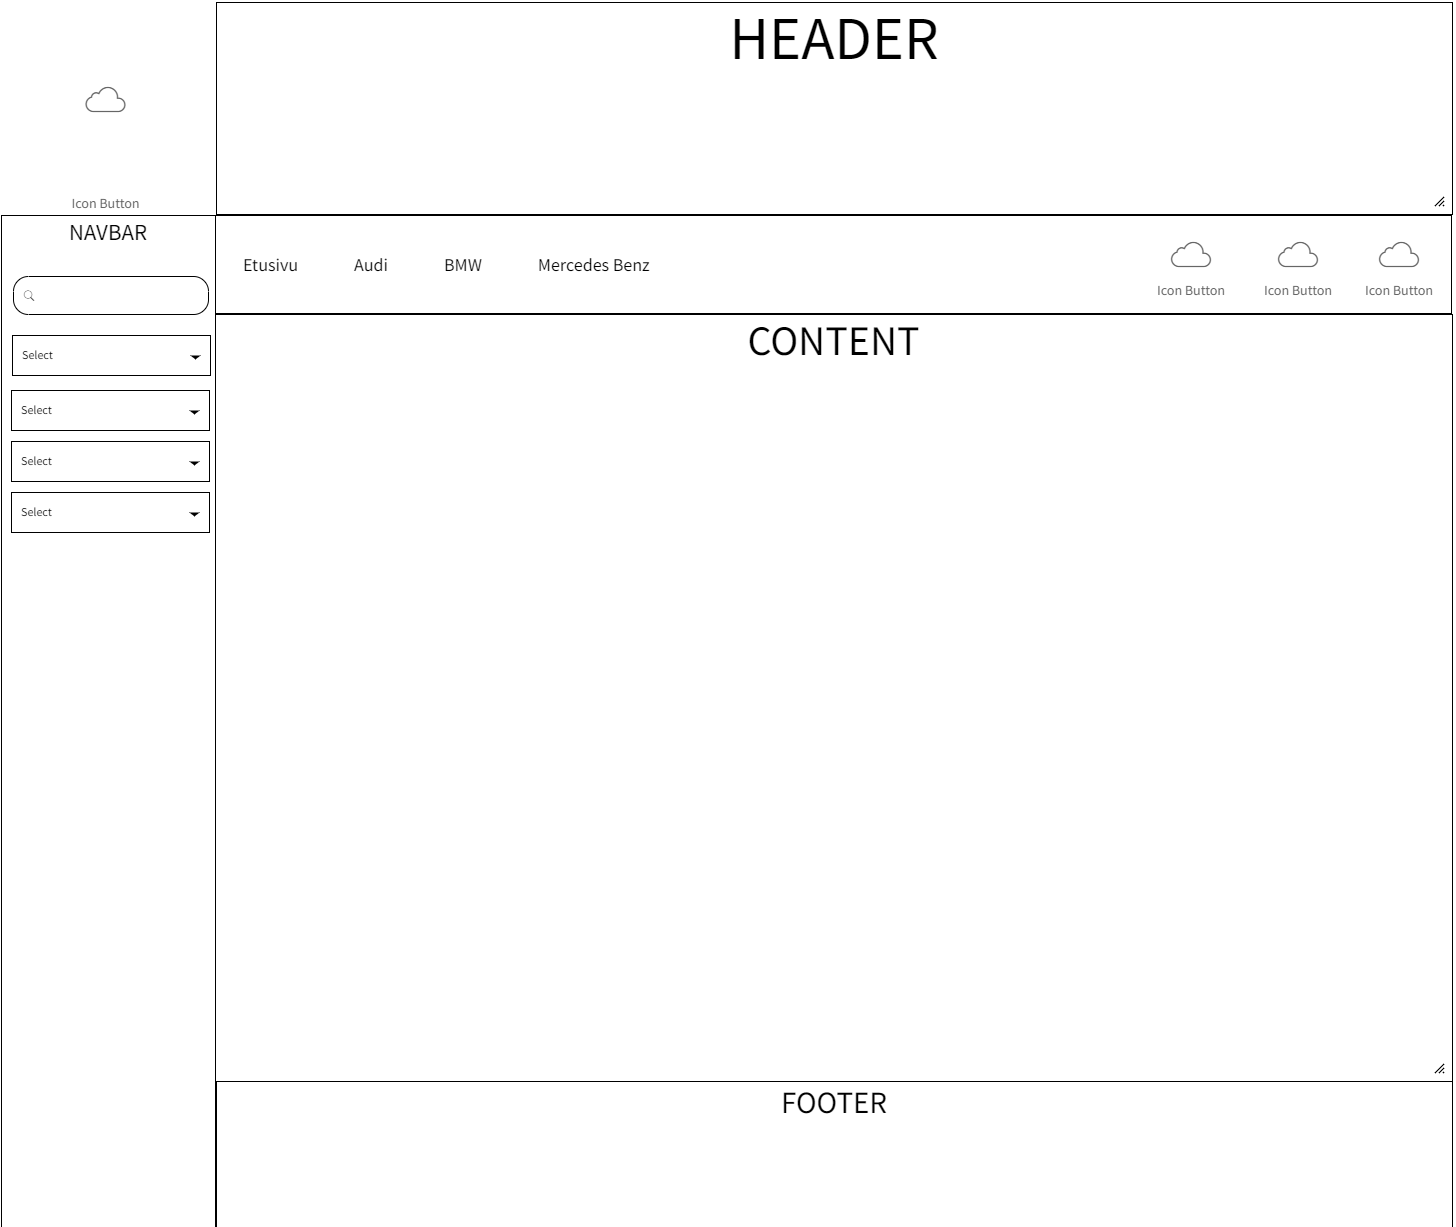 HEADER
Icon Button
NAVBAR
Etusivu Audi BMW Mercedes Benz
Icon Button Icon Button Icon Button
Select
Select
Select
Select
CONTENT
FOOTER